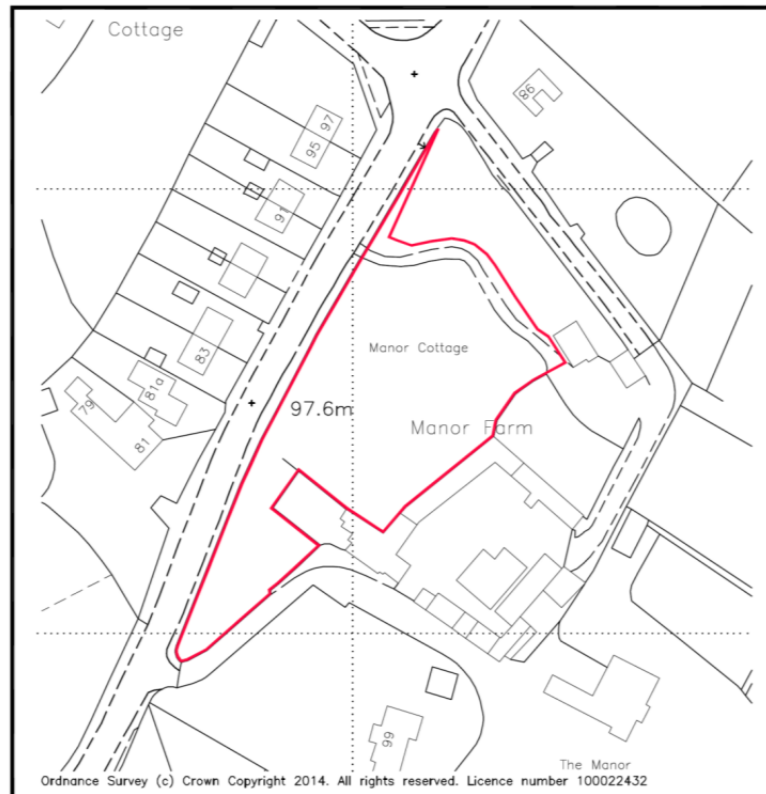 Cottage
86
95 97
91
83
81a
79
81
Manor Cottage
97.6m
Manor Farm
99
The Manor
Ordnance Survey (c) Crown Copyright 2014. All rights reserved. Licence number 100022432